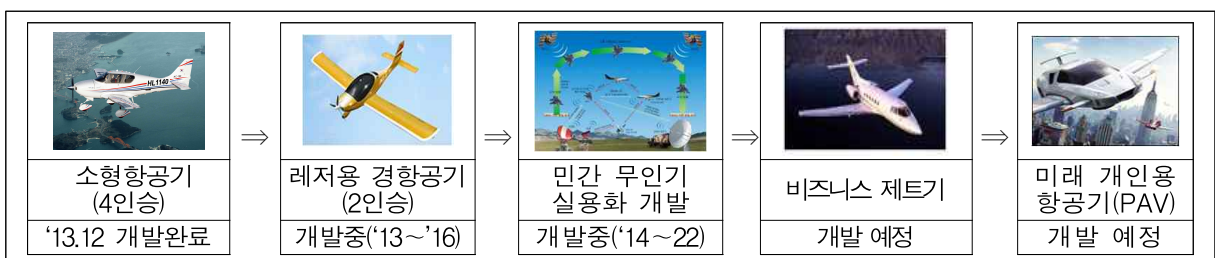 HL1140
⇒
⇒
⇒
⇒
소형항공기
(4인승)
레저용 경항공기
(2인승)
민간 무인기
실용화 개발
비즈니스 제트기
미래 개인용
항공기(PAV)
‘13.12 개발완료
개발중(‘13～’16)
개발중(‘14～22)
개발 예정
개발 예정